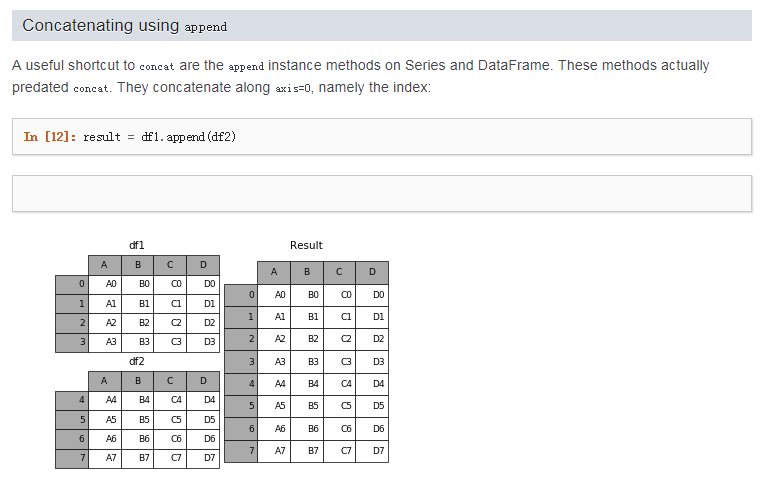 Concatenating using append
A useful shortcut to concat are the append instance methods on Series and DataFrame. These methods actually
predated concat. They concatenate along axis=0, namely the index:
In [12]: result = df1.append(df2)
df1
A B C D
0 A0 B0 C0 D0
1 A1 B1 C1 D1
2 A2 B2 C2 D2
3 A3 B3 C3 D3
df2
A B C D
4 A4 B4 C4 D4
5 A5 B5 C5 D5
6 A6 B6 C6 D6
7 A7 B7 C7 D7
Result
A B C D
0 A0 B0 C0 D0
1 A1 B1 C1 D1
2 A2 B2 C2 D2
3 A3 B3 C3 D3
4 A4 B4 C4 D4
5 A5 B5 C5 D5
6 A6 B6 C6 D6
7 A7 B7 C7 D7